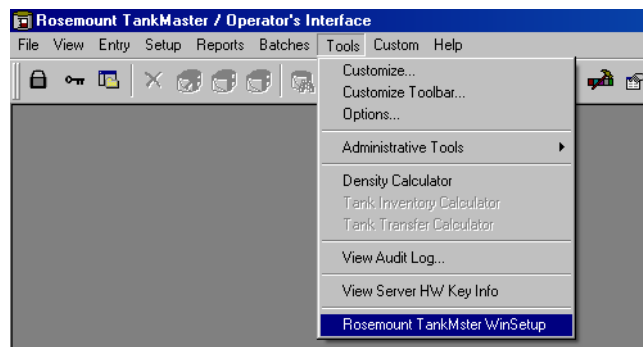 Rosemount TankMaster / Operator's Interface
File View Entry Setup Reports Batches Tools Custom Help
Customize...
Customize Toolbar...
Options...
Administrative Tools
Density Calculator
Tank Inventory Calculator
Tank Transfer Calculator
View Audit Log...
View Server HW Key Info
Rosemount TankMster WinSetup